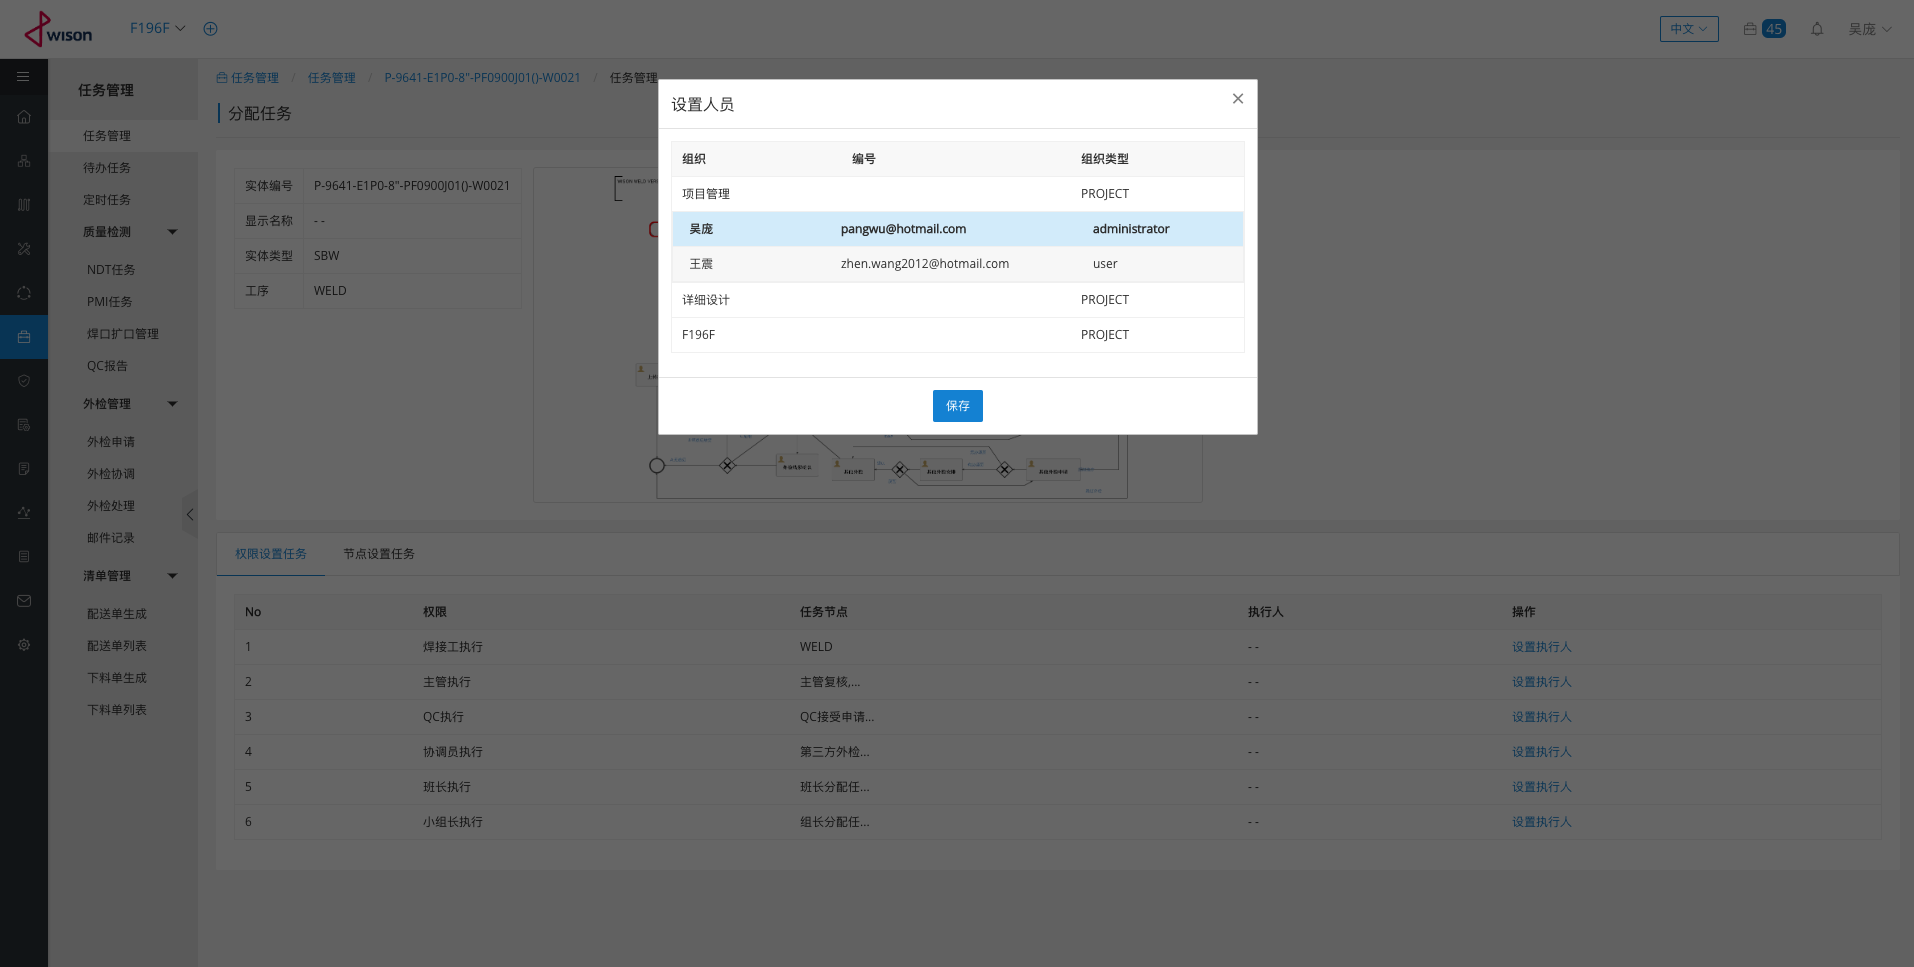 wison
F196F
中文
45
吴庞
任务管理
任务管理 / 任务管理 / P-9641-E1P0-8"-PF0900J01()-W0021 / 任务管理
分配任务
任务管理
待办任务
定时任务
质量检测
NDT任务
PMI任务
焊口扩口管理
QC报告
外检管理
外检申请
外检协调
外检处理
邮件记录
清单管理
配送单生成
配送单列表
下料单生成
下料单列表
实体编号 P-9641-E1P0-8"-PF0900J01()-W0021
显示名称 - -
实体类型 SBW
工序 WELD
设置人员
组织 编号 组织类型
项目管理 PROJECT
吴庞 pangwu@hotmail.com administrator
王震 zhen.wang2012@hotmail.com user
详细设计 PROJECT
F196F PROJECT
保存
权限设置任务 节点设置任务
No 权限 任务节点 执行人 操作
1 焊接工执行 WELD - - 设置执行人
2 主管执行 主管复核,... - - 设置执行人
3 QC执行 QC接受申请... - - 设置执行人
4 协调员执行 第三方外检... - - 设置执行人
5 班长执行 班长分配任... - - 设置执行人
6 小组长执行 组长分配任... - - 设置执行人